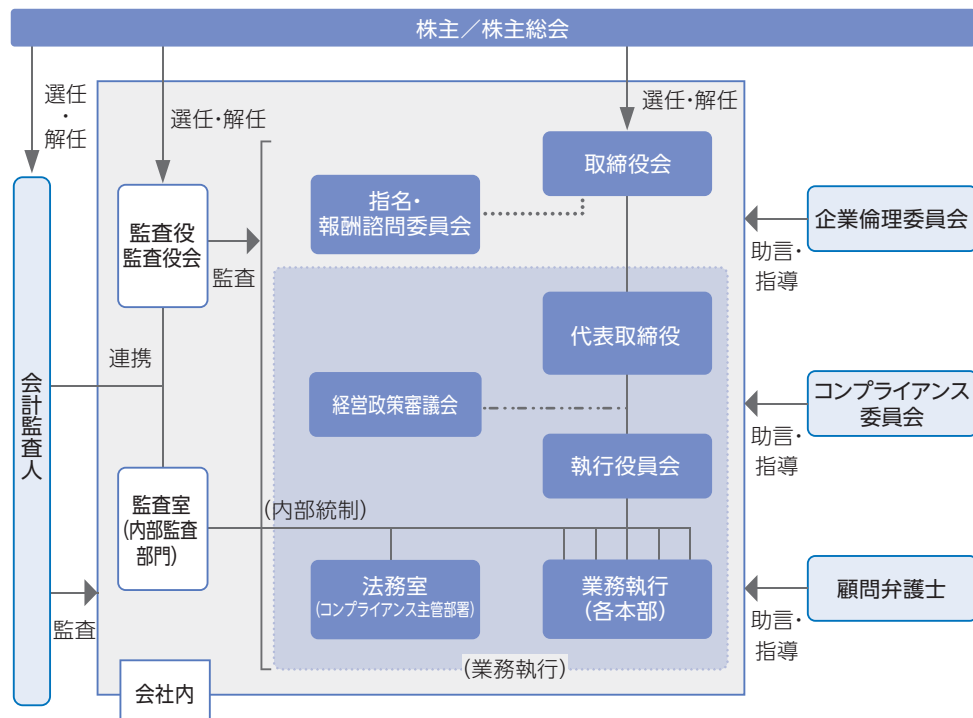 株主／株主総会
選任
・
解任
選任・解任
選任・解任
取締役会
指名・
報酬諮問委員会
監査役
監査役会
監査
企業倫理委員会
助言・
指導
代表取締役
連携
経営政策審議会
コンプライアンス
委員会
助言・
指導
会計監査人
執行役員会
監査室
(内部監査
部門)
(内部統制)
法務室
(コンプライアンス主管部署)
業務執行
(各本部)
顧問弁護士
助言・
指導
監査
(業務執行)
会社内